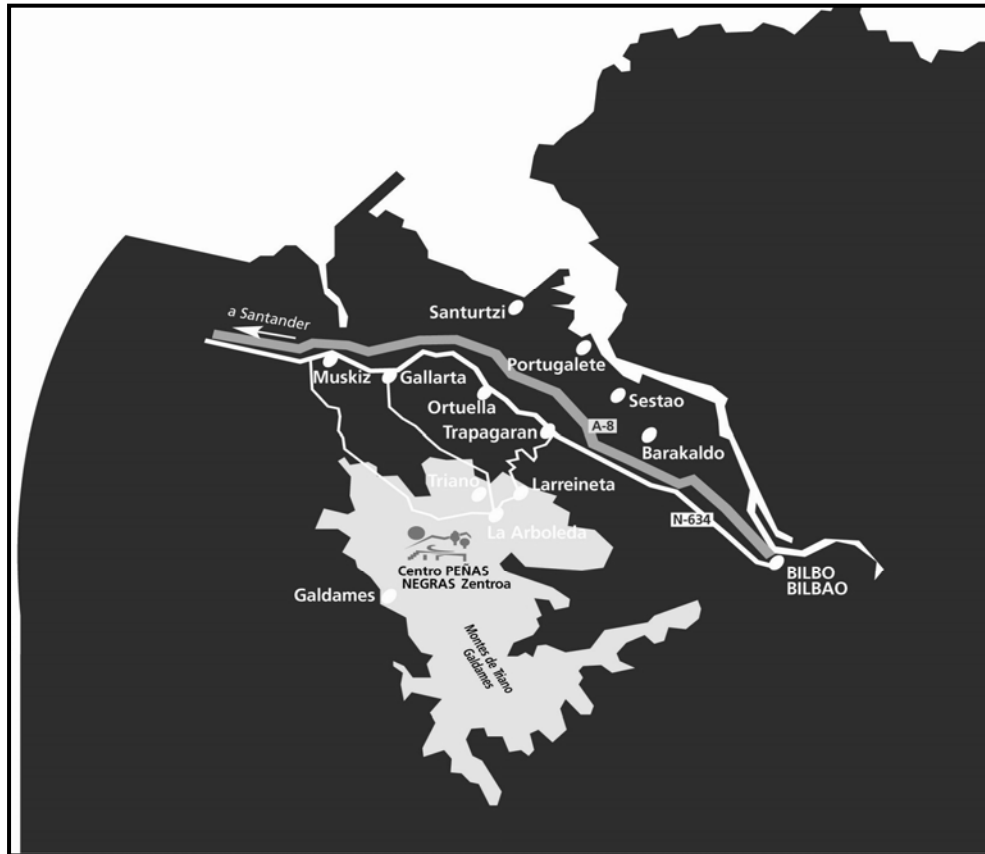 a Santander
Santurtzi
Portugalete
Muskiz
Gallarta
Ortuella
Sestao
Trapagaran
A-8
Barakaldo
Triano
Larreineta
La Arboleda
N-634
Centro PEÑAS
NEGRAS Zentroa
BILBO
BILBAO
Galdames
Montes de Triano
Galdames